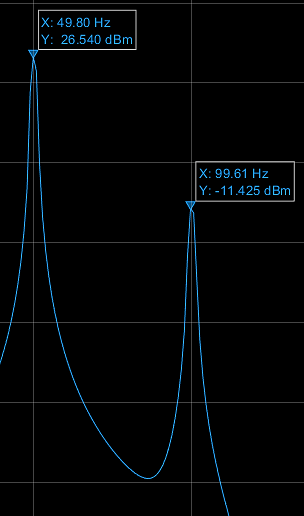 X: 49.80 Hz
Y: 26.540 dBm
X: 99.61 Hz
Y: -11.425 dBm